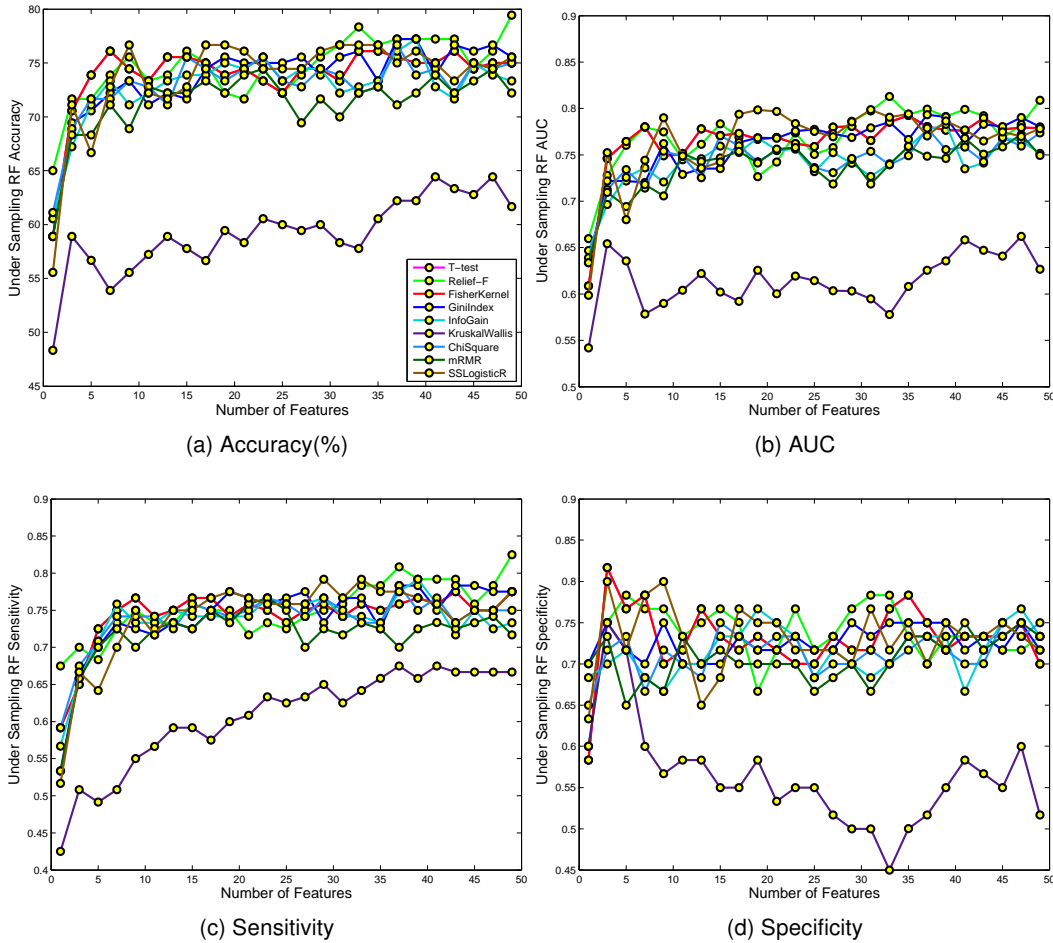 80
75
70
65
60
55
50
45
Under Sampling RF Accuracy
T−test
Relief−F
FisherKernel
GiniIndex
InfoGain
KruskalWallis
ChiSquare
mRMR
SSLogisticR
0 5 10 15 20 25 30 35 40 45 50
Number of Features
(a) Accuracy(%)
0.9
0.85
0.8
0.75
0.7
0.65
0.6
0.55
0.5
Under Sampling RF AUC
0 5 10 15 20 25 30 35 40 45 50
Number of Features
(b) AUC
0.9
0.85
0.8
0.75
0.7
0.65
0.6
0.55
0.5
0.45
0.4
Under Sampling RF Sensitivity
0 5 10 15 20 25 30 35 40 45 50
Number of Features
(c) Sensitivity
0.9
0.85
0.8
0.75
0.7
0.65
0.6
0.55
0.5
0.45
Under Sampling RF Specificity
0 5 10 15 20 25 30 35 40 45 50
Number of Features
(d) Specificity